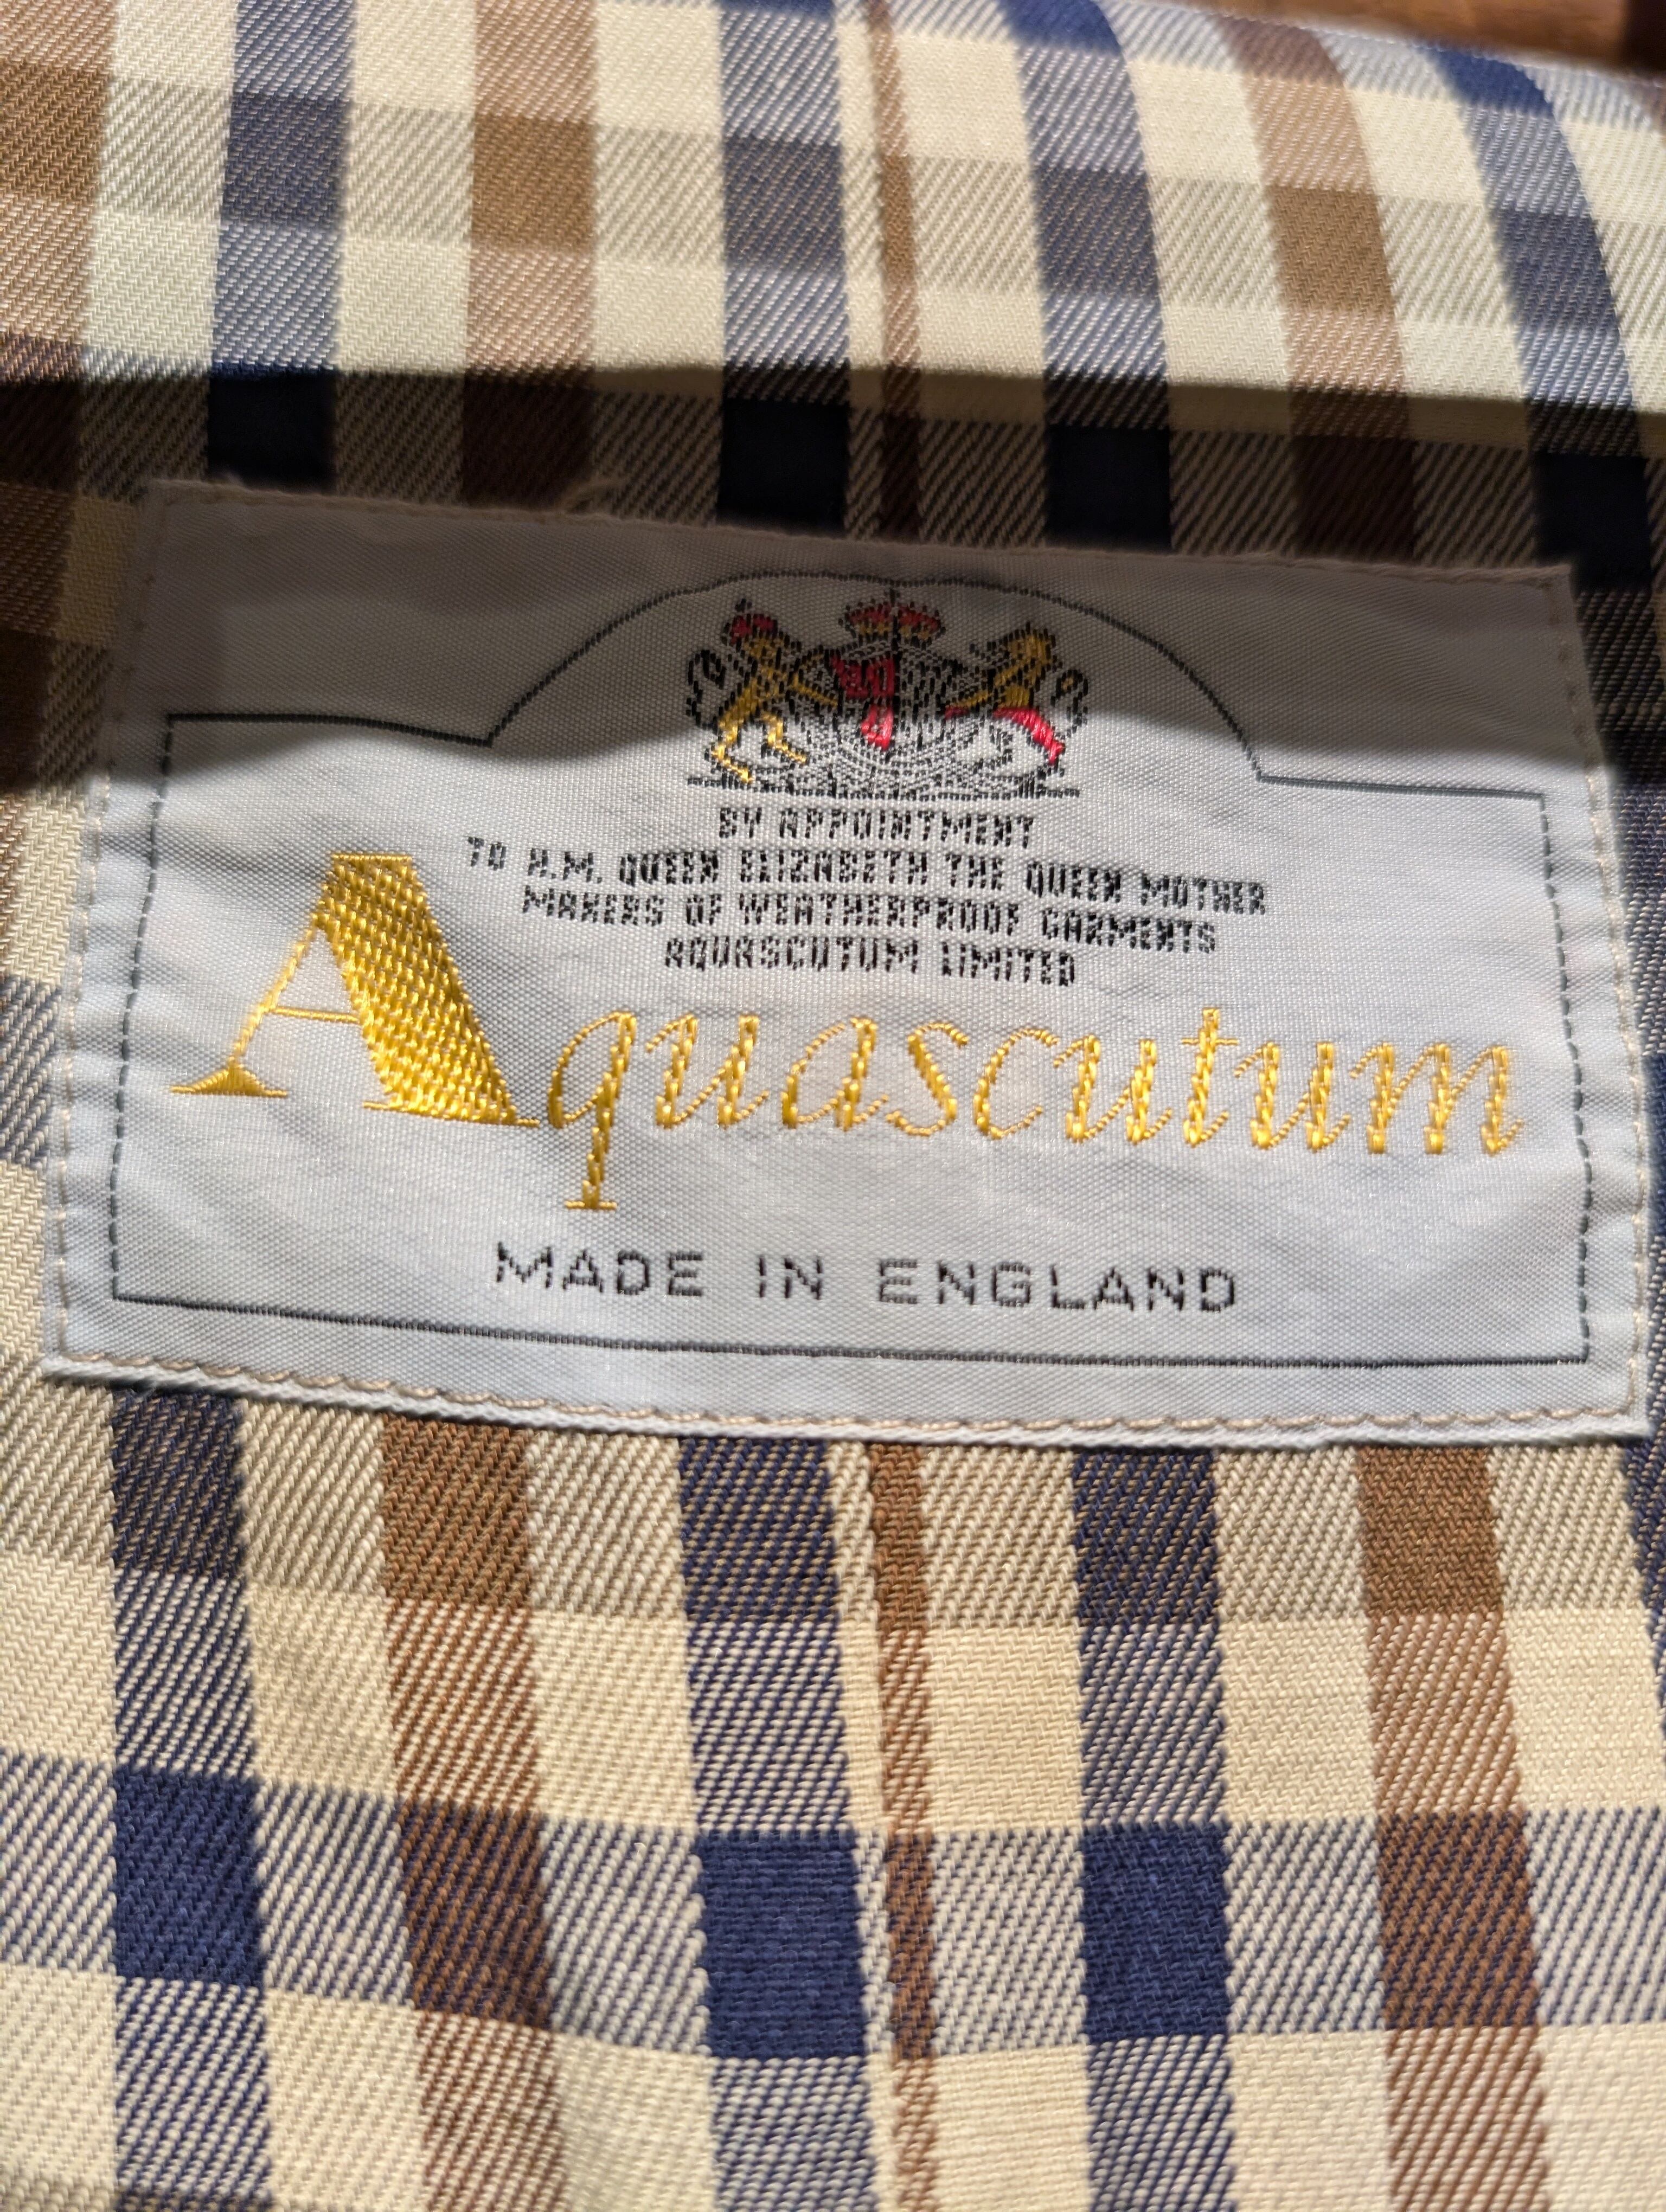 BY APPOINTMENT
TO H.M. QUEEN ELIZABETH THE QUEEN MOTHER
MAKERS OF WEATHERPROOF GARMENTS
AQUASCUTUM LIMITED
Aquascutum
MADE IN ENGLAND